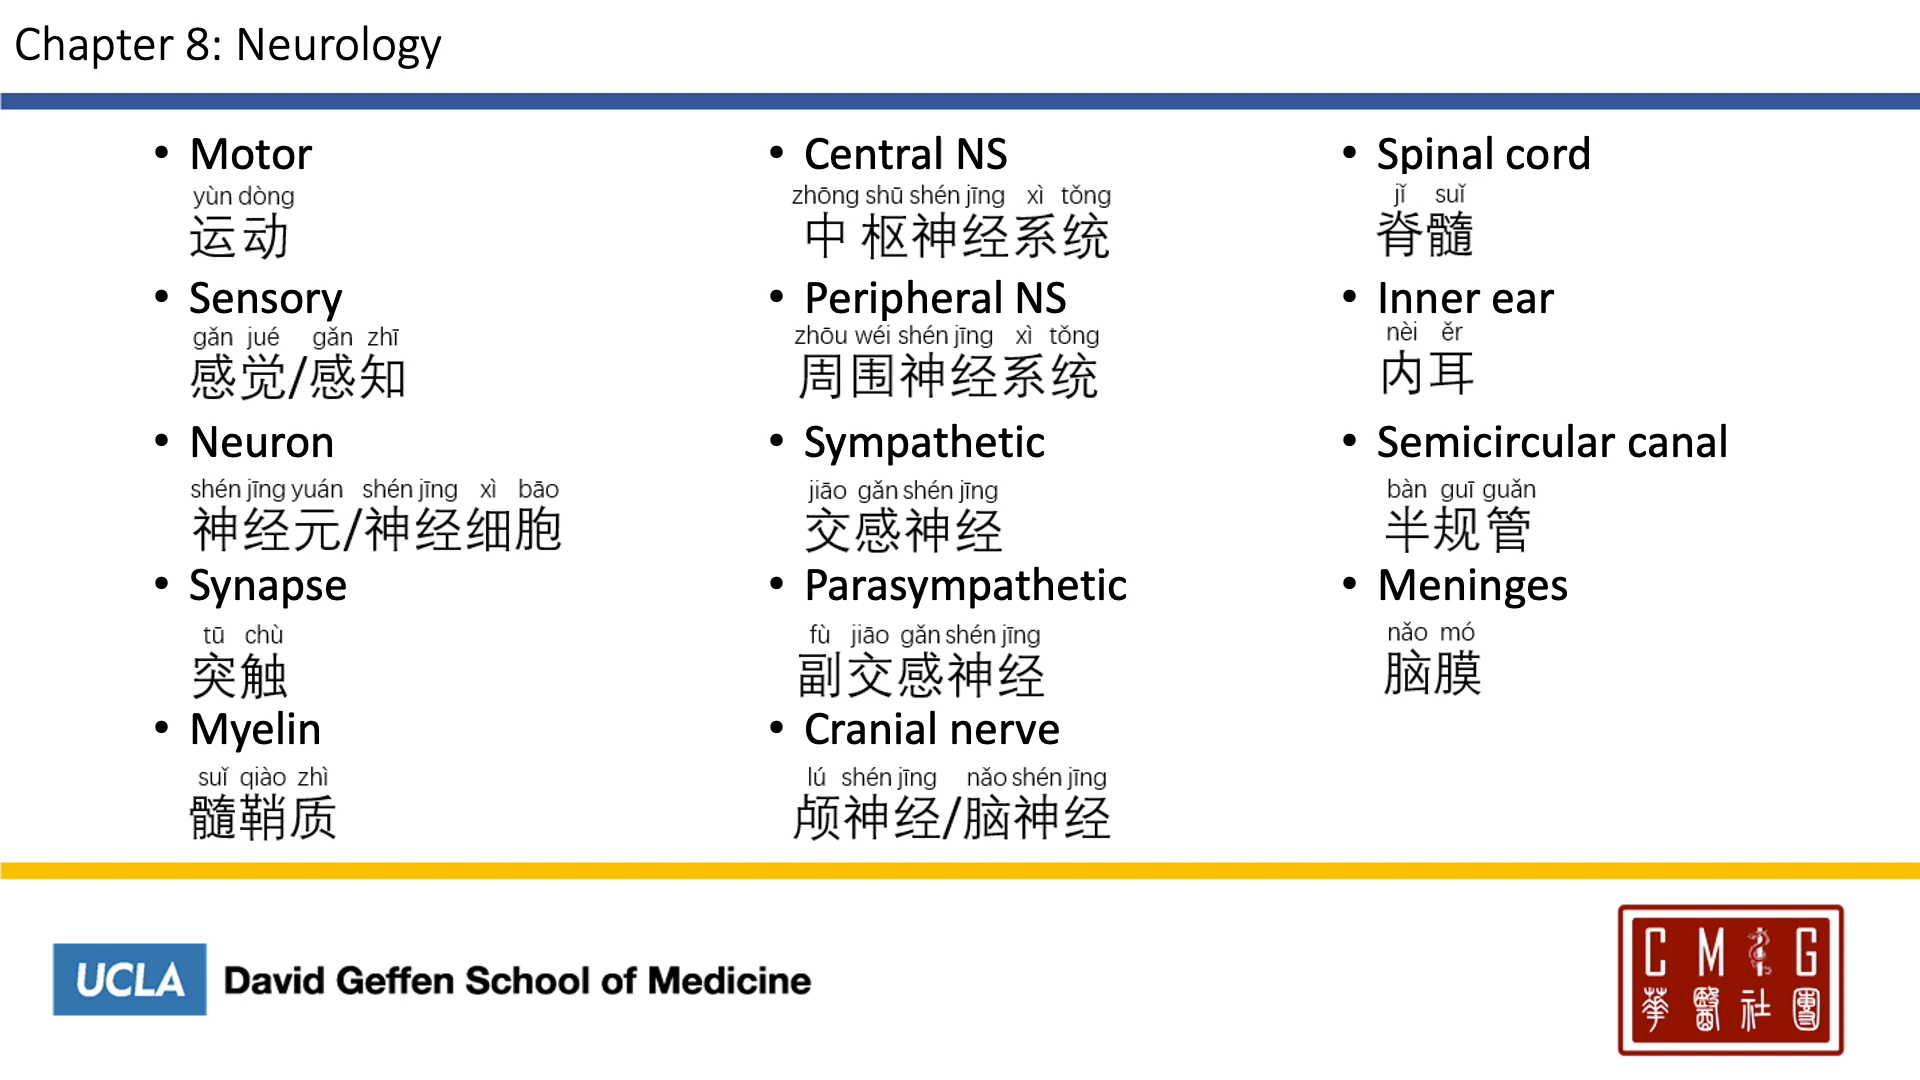 Chapter 8: Neurology
• Motor
yùn dòng
运动
• Sensory
gǎn jué gǎn zhī
感觉/感知
• Neuron
shén jīng yuán shén jīng xì bāo
神经元/神经细胞
• Synapse
tū chù
突触
• Myelin
suǐ qiào zhì
髓鞘质
• Central NS
zhōng shū shén jīng xì tǒng
中枢神经系统
• Peripheral NS
zhōu wéi shén jīng xì tǒng
周围神经系统
• Sympathetic
jiāo gǎn shén jīng
交感神经
• Parasympathetic
fù jiāo gǎn shén jīng
副交感神经
• Cranial nerve
lú shén jīng nǎo shén jīng
颅神经/脑神经
• Spinal cord
jǐ suǐ
脊髓
• Inner ear
nèi ěr
内耳
• Semicircular canal
bàn guī guǎn
半规管
• Meninges
nǎo mó
脑膜
UCLA David Geffen School of Medicine
CMG
華醫社團